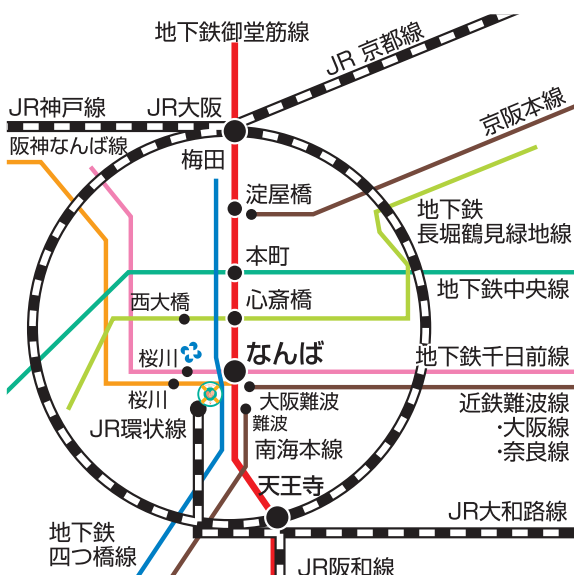 地下鉄御堂筋線
JR 京都線
JR神戸線
JR大阪
京阪本線
阪神なんば線
梅田
淀屋橋
地下鉄
長堀鶴見緑地線
本町
地下鉄中央線
西大橋
心斎橋
桜川
なんば
地下鉄千日前線
桜川
大阪難波
近鉄難波線
・大阪線
・奈良線
JR環状線
難波
南海本線
天王寺
JR大和路線
地下鉄
四つ橋線
JR阪和線